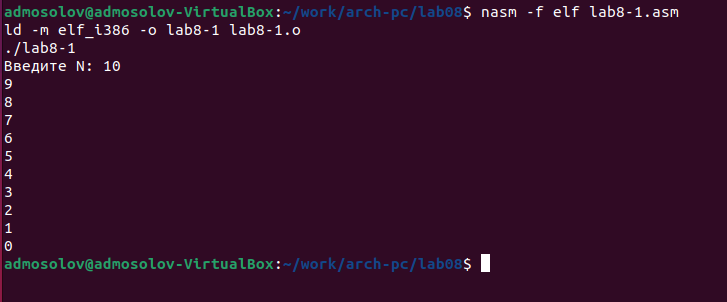 admosolov@admosolov-VirtualBox:~/work/arch-pc/lab08$ nasm -f elf lab8-1.asm
ld -m elf_i386 -o lab8-1 lab8-1.o
./lab8-1
Введите N: 10
9
8
7
6
5
4
3
2
1
0
admosolov@admosolov-VirtualBox:~/work/arch-pc/lab08$